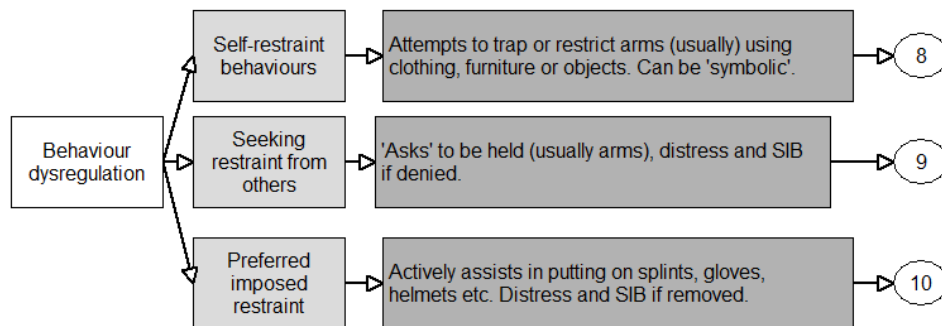 Behaviour
dysregulation
Self-restraint
behaviours
Attempts to trap or restrict arms (usually) using
clothing, furniture or objects. Can be 'symbolic'.
8
Seeking
restraint from
others
'Asks' to be held (usually arms), distress and SIB
if denied.
9
Preferred
imposed
restraint
Actively assists in putting on splints, gloves,
helmets etc. Distress and SIB if removed.
10